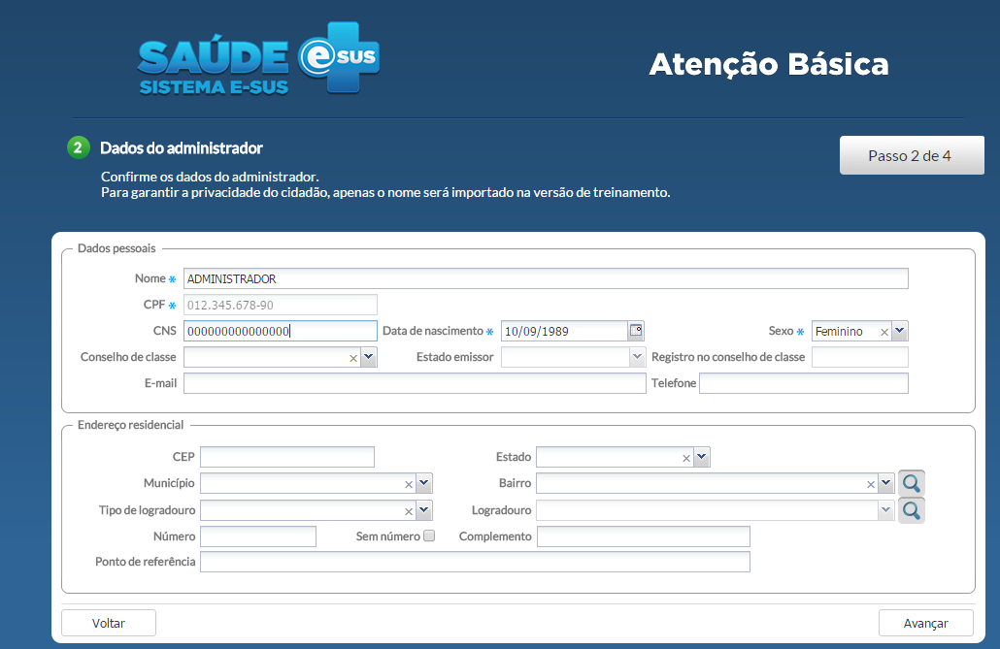 SAÚDE e SUS
SISTEMA E-SUS
Atenção Básica
2 Dados do administrador
Passo 2 de 4
Confirme os dados do administrador.
Para garantir a privacidade do cidadão, apenas o nome será importado na versão de treinamento.
Dados pessoais
Nome * ADMINISTRADOR
CPF * 012.345.678-90
CNS 000000000000000 Data de nascimento * 10/09/1989 Sexo * Feminino
Conselho de classe Estado emissor Registro no conselho de classe
E-mail Telefone
Endereço residencial
CEP Estado
Município Bairro
Tipo de logradouro Logradouro
Número Sem número Complemento
Ponto de referência
Voltar Avançar